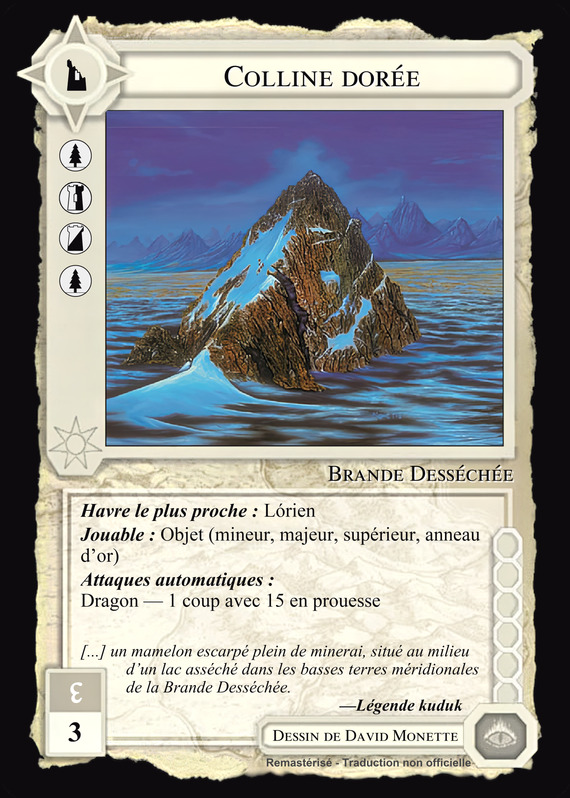 Colline dorée
Brande Desséchée
Havre le plus proche : Lórien
Jouable : Objet (mineur, majeur, supérieur, anneau
d’or)
Attaques automatiques :
Dragon — 1 coup avec 15 en prouesse
[...] un mamelon escarpé plein de minerai, situé au milieu
d’un lac asséché dans les basses terres méridionales
de la Brande Desséchée.
—Légende kuduk
3
Dessin de David Monette
Remastérisé - Traduction non officielle